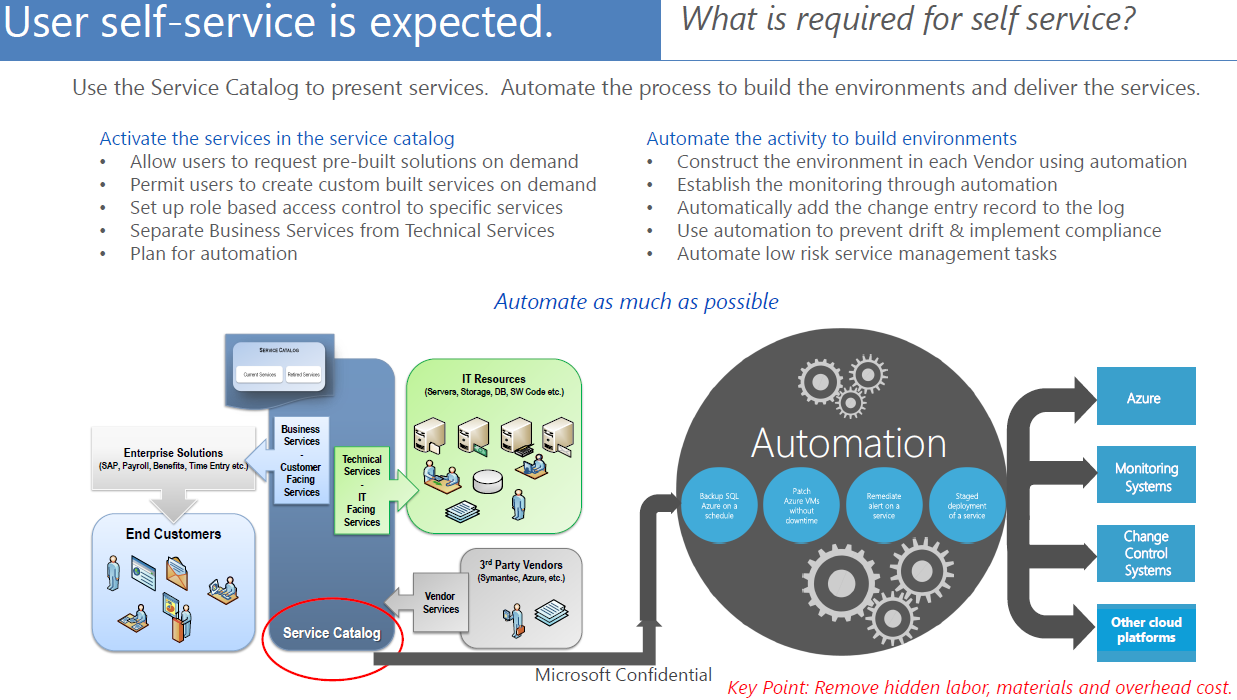 User self-service is expected.
What is required for self service?
Use the Service Catalog to present services.  Automate the process to build the environments and deliver the services.
Activate the services in the service catalog
• Allow users to request pre-built solutions on demand
• Permit users to create custom built services on demand
• Set up role based access control to specific services
• Separate Business Services from Technical Services
• Plan for automation
Automate the activity to build environments
• Construct the environment in each Vendor using automation
• Establish the monitoring through automation
• Automatically add the change entry record to the log
• Use automation to prevent drift & implement compliance
• Automate low risk service management tasks
Automate as much as possible
SERVICE CATALOG
Current Services
Retired Services
Business
Services
-
Customer
Facing
Services
Enterprise Solutions
(SAP, Payroll, Benefits, Time Entry etc.)
End Customers
Technical
Services
-
IT
Facing
Services
IT Resources
(Servers, Storage, DB, SW Code etc.)
3rd Party Vendors
(Symantec, Azure, etc.)
Vendor
Services
Service Catalog
Automation
Backup SQL
Azure on a
schedule
Patch
Azure VMs
without
downtime
Remediate
alert on a
service
Staged
deployment
of a service
Azure
Monitoring
Systems
Change
Control
Systems
Other cloud
platforms
Microsoft Confidential
Key Point: Remove hidden labor, materials and overhead cost.